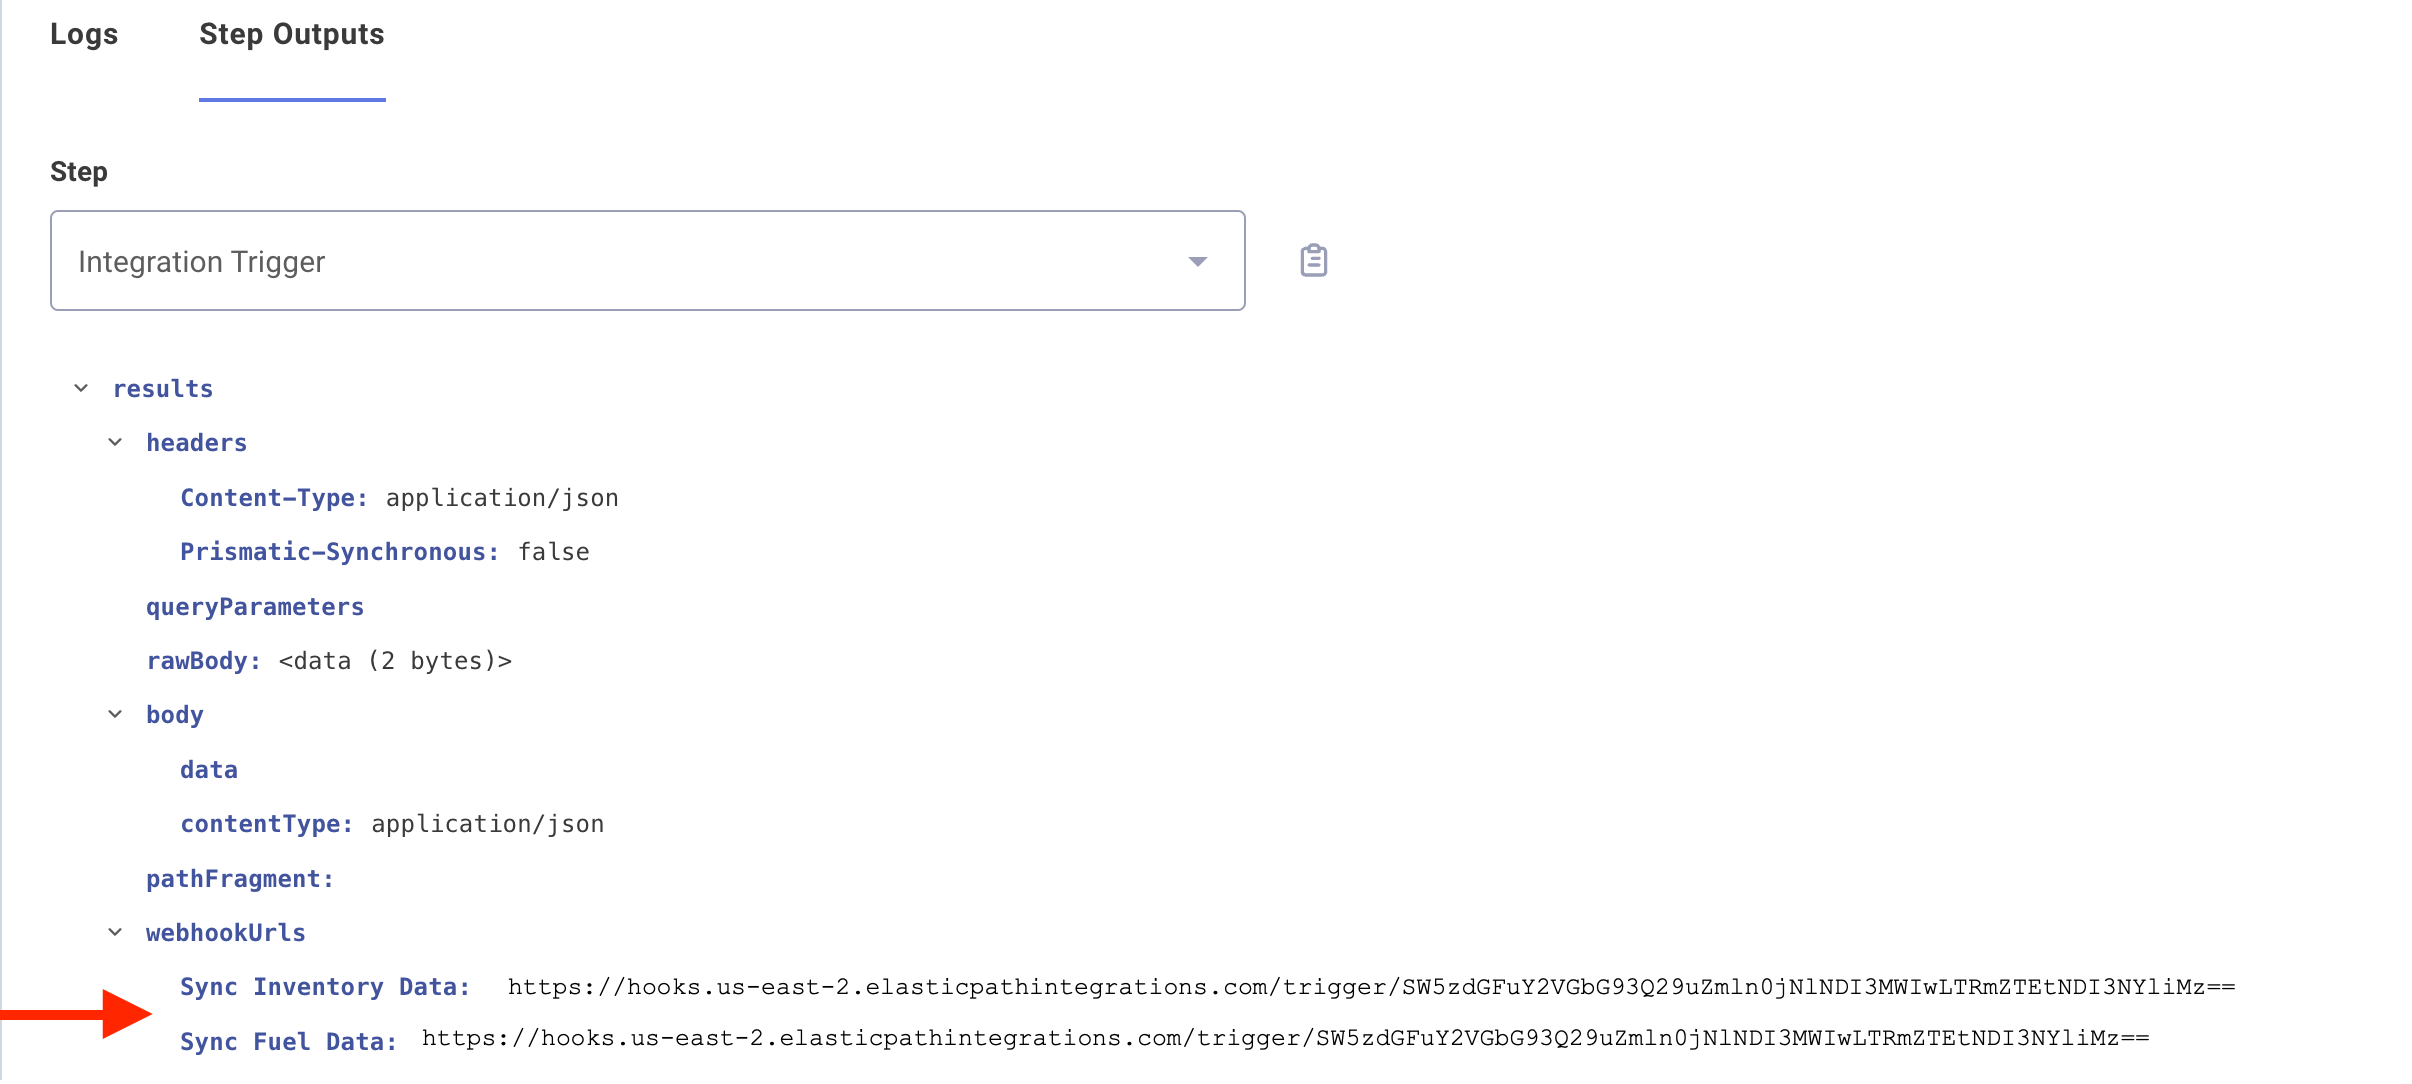 Logs Step Outputs
Step
Integration Trigger
results
headers
Content-Type: application/json
Prismatic-Synchronous: false
queryParameters
rawBody: <data (2 bytes)>
body
data
contentType: application/json
pathFragment:
webhookUrls
Sync Inventory Data: https://hooks.us-east-2.elasticpathintegrations.com/trigger/SW5zdGFuY2VGbG93Q29uZmln0jNlNDI3MWIwLTRmZTEtNDI3NYliMz==
Sync Fuel Data: https://hooks.us-east-2.elasticpathintegrations.com/trigger/SW5zdGFuY2VGbG93Q29uZmln0jNlNDI3MWIwLTRmZTEtNDI3NYliMz==